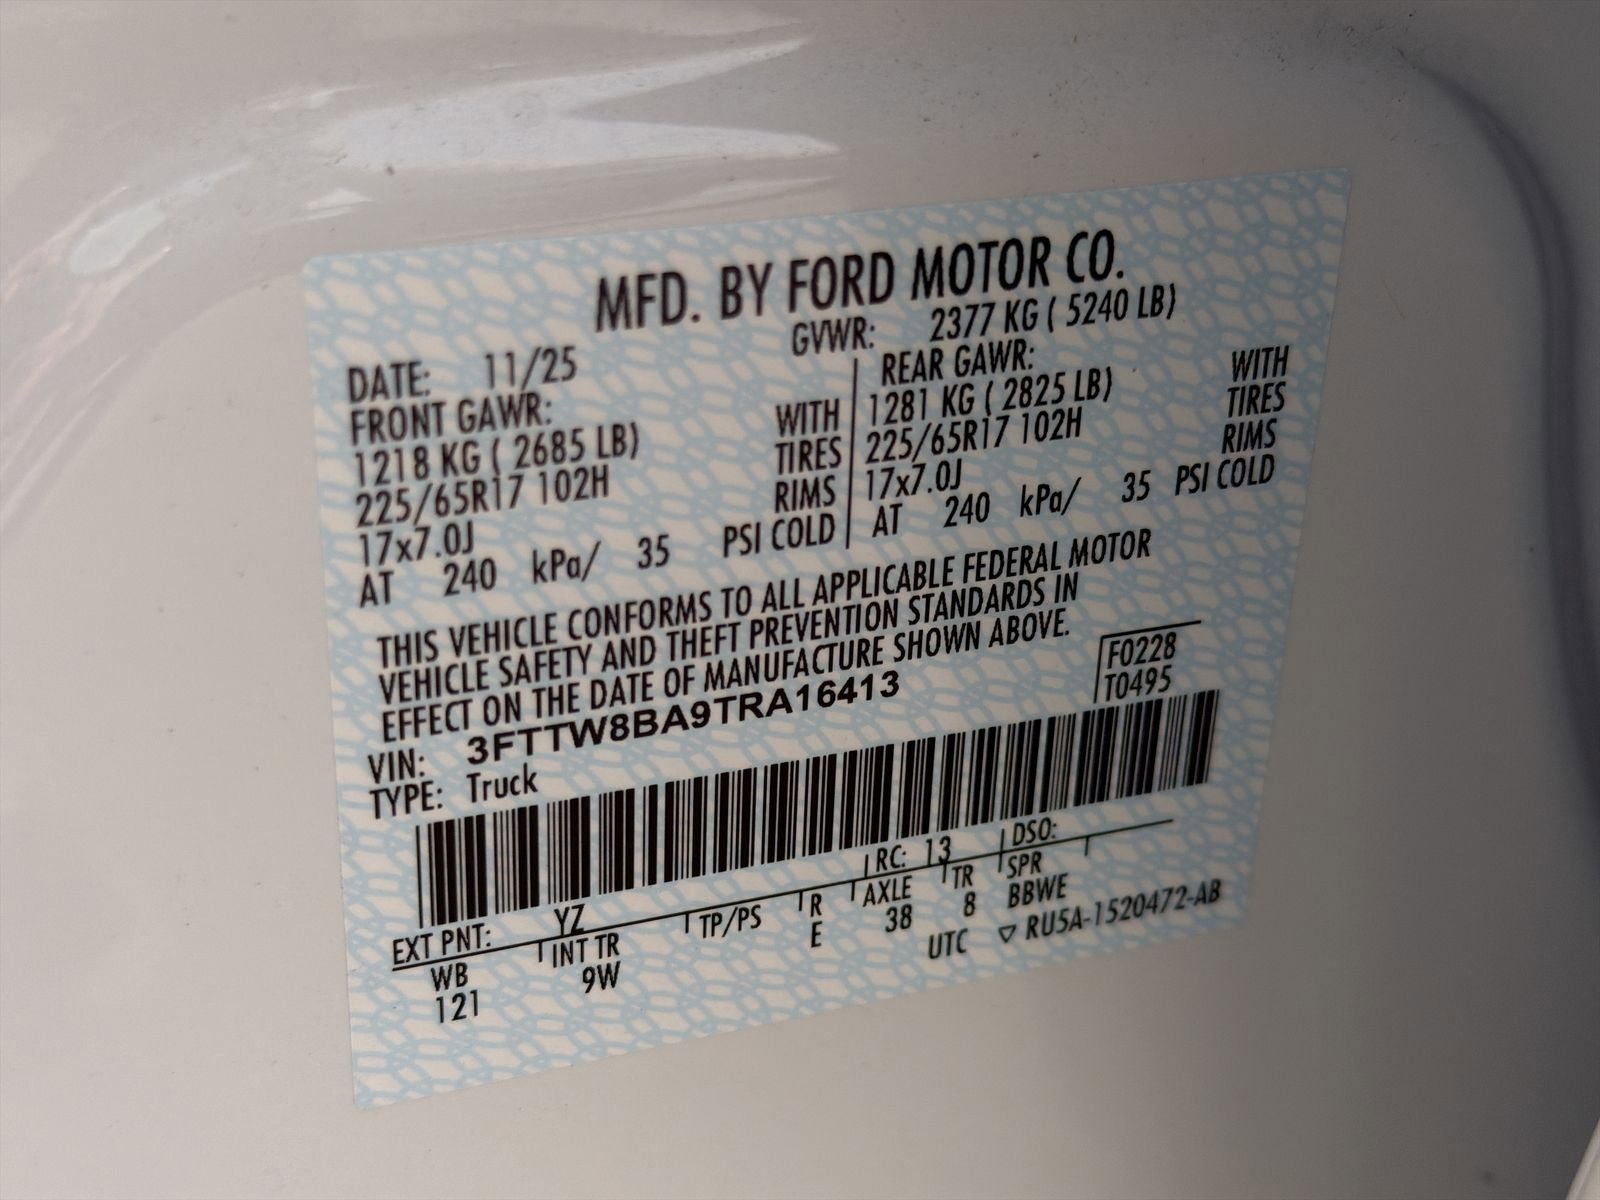 MFD. BY FORD MOTOR CO.
DATE: 11/25 GVWR: 2377 KG ( 5240 LB)
FRONT GAWR: REAR GAWR:
1218 KG ( 2685 LB) WITH 1281 KG ( 2825 LB) WITH
225/65R17 102H TIRES 225/65R17 102H TIRES
17x7.0J RIMS 17x7.0J RIMS
AT 240 kPa/ 35 PSI COLD AT 240 kPa/ 35 PSI COLD
THIS VEHICLE CONFORMS TO ALL APPLICABLE FEDERAL MOTOR
VEHICLE SAFETY AND THEFT PREVENTION STANDARDS IN
EFFECT ON THE DATE OF MANUFACTURE SHOWN ABOVE.
VIN: 3FTTW8BA9TRA16413 F0228
TYPE: Truck T0495
EXT PNT: YZ RC: 13 DSO:
WB INT TR TP/PS R AXLE TR SPR
121 9W E 38 8 BBWE
UTC ▽ RU5A-1520472-AB